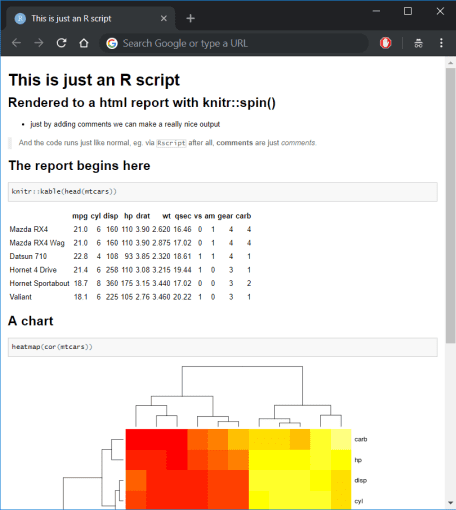 This is just an R script
Search Google or type a URL
This is just an R script
Rendered to a html report with knitr::spin()
just by adding comments we can make a really nice output
And the code runs just like normal, eg. via Rscript after all, comments are just comments.
The report begins here
knitr::kable(head(mtcars))
mpg cyl disp hp drat wt qsec vs am gear carb
Mazda RX4 21.0 6 160 110 3.90 2.620 16.46 0 1 4 4
Mazda RX4 Wag 21.0 6 160 110 3.90 2.875 17.02 0 1 4 4
Datsun 710 22.8 4 108 93 3.85 2.320 18.61 1 1 4 1
Hornet 4 Drive 21.4 6 258 110 3.08 3.215 19.44 1 0 3 1
Hornet Sportabout 18.7 8 360 175 3.15 3.440 17.02 0 0 3 2
Valiant 18.1 6 225 105 2.76 3.460 20.22 1 0 3 1
A chart
heatmap(cor(mtcars))
carb
hp
disp
cyl